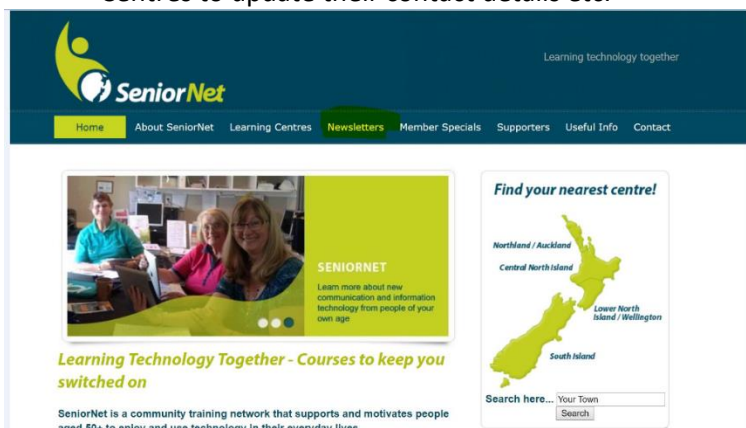 centres to update their contact details etc.
Learning technology together
SeniorNet
Home About SeniorNet Learning Centres Newsletters Member Specials Supporters Useful Info Contact
SENIORNET
Learn more about new
communication and information
technology from people of your
own age
Learning Technology Together - Courses to keep you
switched on
SeniorNet is a community training network that supports and motivates people
aged 50+ to enjoy and use technology in their everyday lives
Find your nearest centre!
Northland / Auckland
Central North Island
Lower North
Island / Wellington
South Island
Search here... Your Town
Search